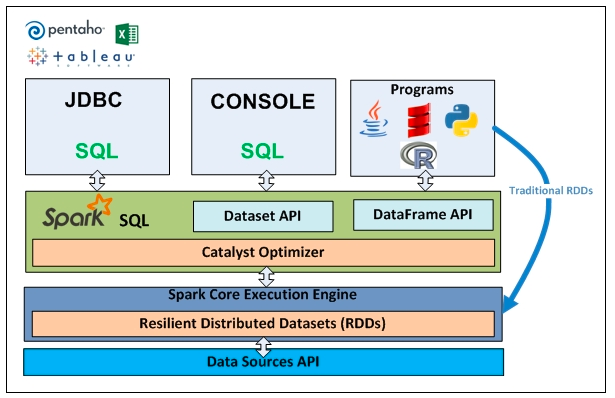 pentaho
tableau
SOFTWARE
JDBC
SQL
CONSOLE
SQL
Programs
R
Traditional RDDs
Spark SQL
Dataset API
DataFrame API
Catalyst Optimizer
Spark Core Execution Engine
Resilient Distributed Datasets (RDDs)
Data Sources API